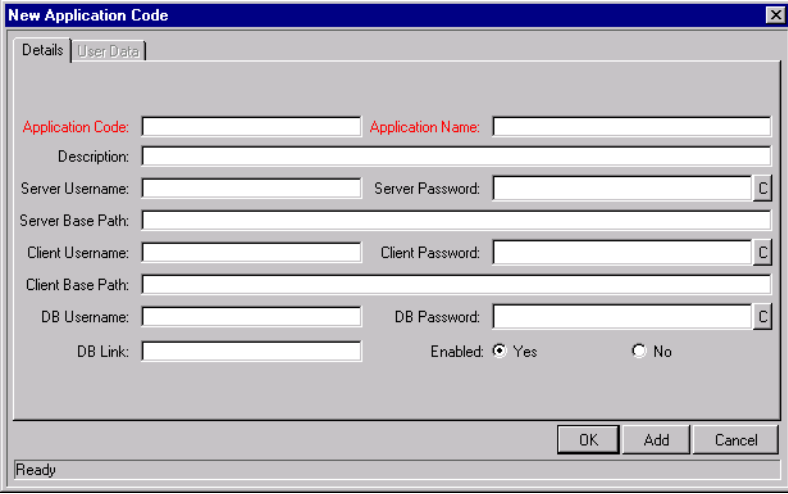 New Application Code
Details User Data
Application Code: Application Name:
Description:
Server Username: Server Password: C
Server Base Path:
Client Username: Client Password: C
Client Base Path:
DB Username: DB Password: C
DB Link: Enabled: Yes No
OK Add Cancel
Ready